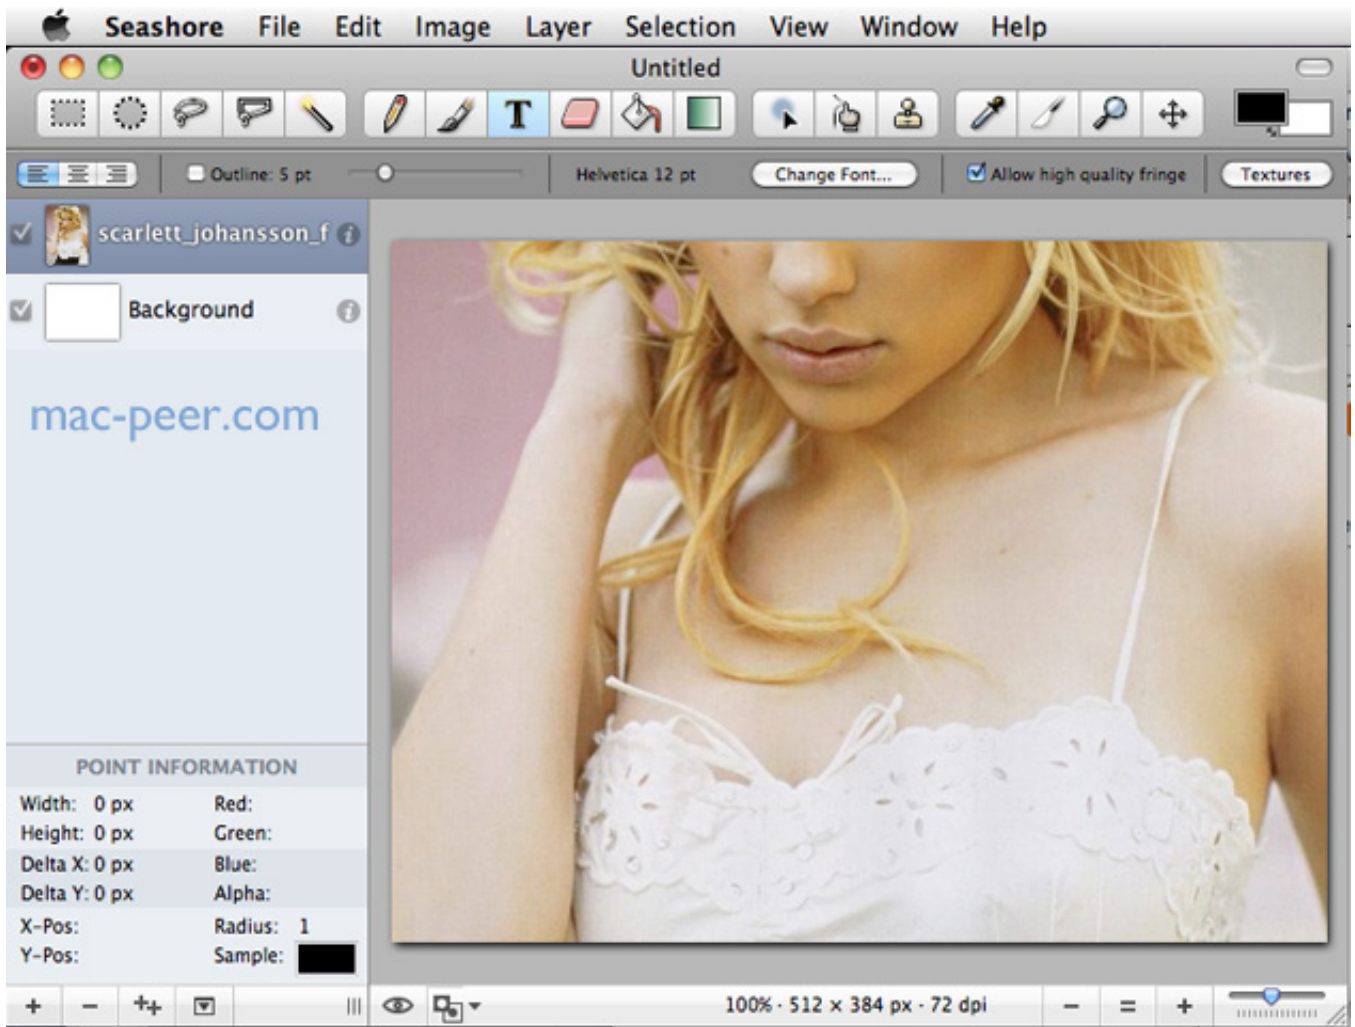 Seashore File Edit Image Layer Selection View Window Help
Untitled
T
Outline: 5 pt Helvetica 12 pt Change Font... Allow high quality fringe Textures
scarlett_johansson_f i
Background i
mac-peer.com
POINT INFORMATION
Width: 0 px Red:
Height: 0 px Green:
Delta X: 0 px Blue:
Delta Y: 0 px Alpha:
X-Pos: Radius: 1
Y-Pos: Sample:
100% · 512 × 384 px · 72 dpi